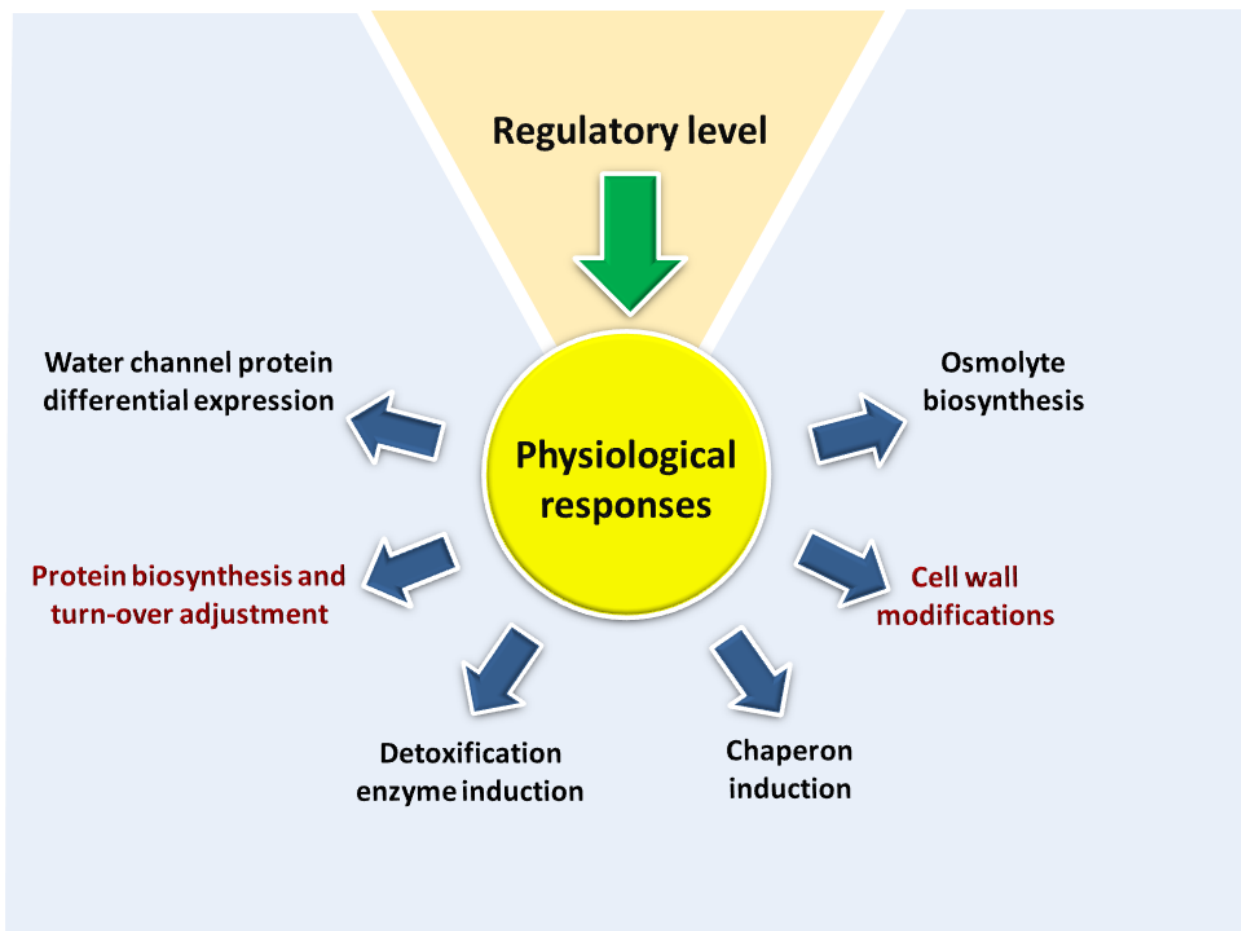 Regulatory level
Water channel protein
differential expression
Osmolyte
biosynthesis
Physiological
responses
Protein biosynthesis and
turn-over adjustment
Cell wall
modifications
Detoxification
enzyme induction
Chaperon
induction